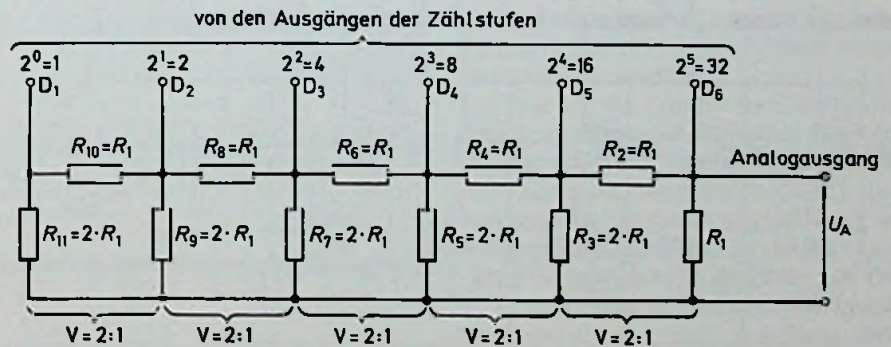 von den Ausgängen der Zählstufen
2⁰=1 2¹=2 2²=4 2³=8 2⁴=16 2⁵=32
D₁ D₂ D₃ D₄ D₅ D₆
R₁₀=R₁ R₈=R₁ R₆=R₁ R₄=R₁ R₂=R₁ Analogausgang
R₁₁=2·R₁ R₉=2·R₁ R₇=2·R₁ R₅=2·R₁ R₃=2·R₁ R₁ U_A
V=2:1 V=2:1 V=2:1 V=2:1 V=2:1